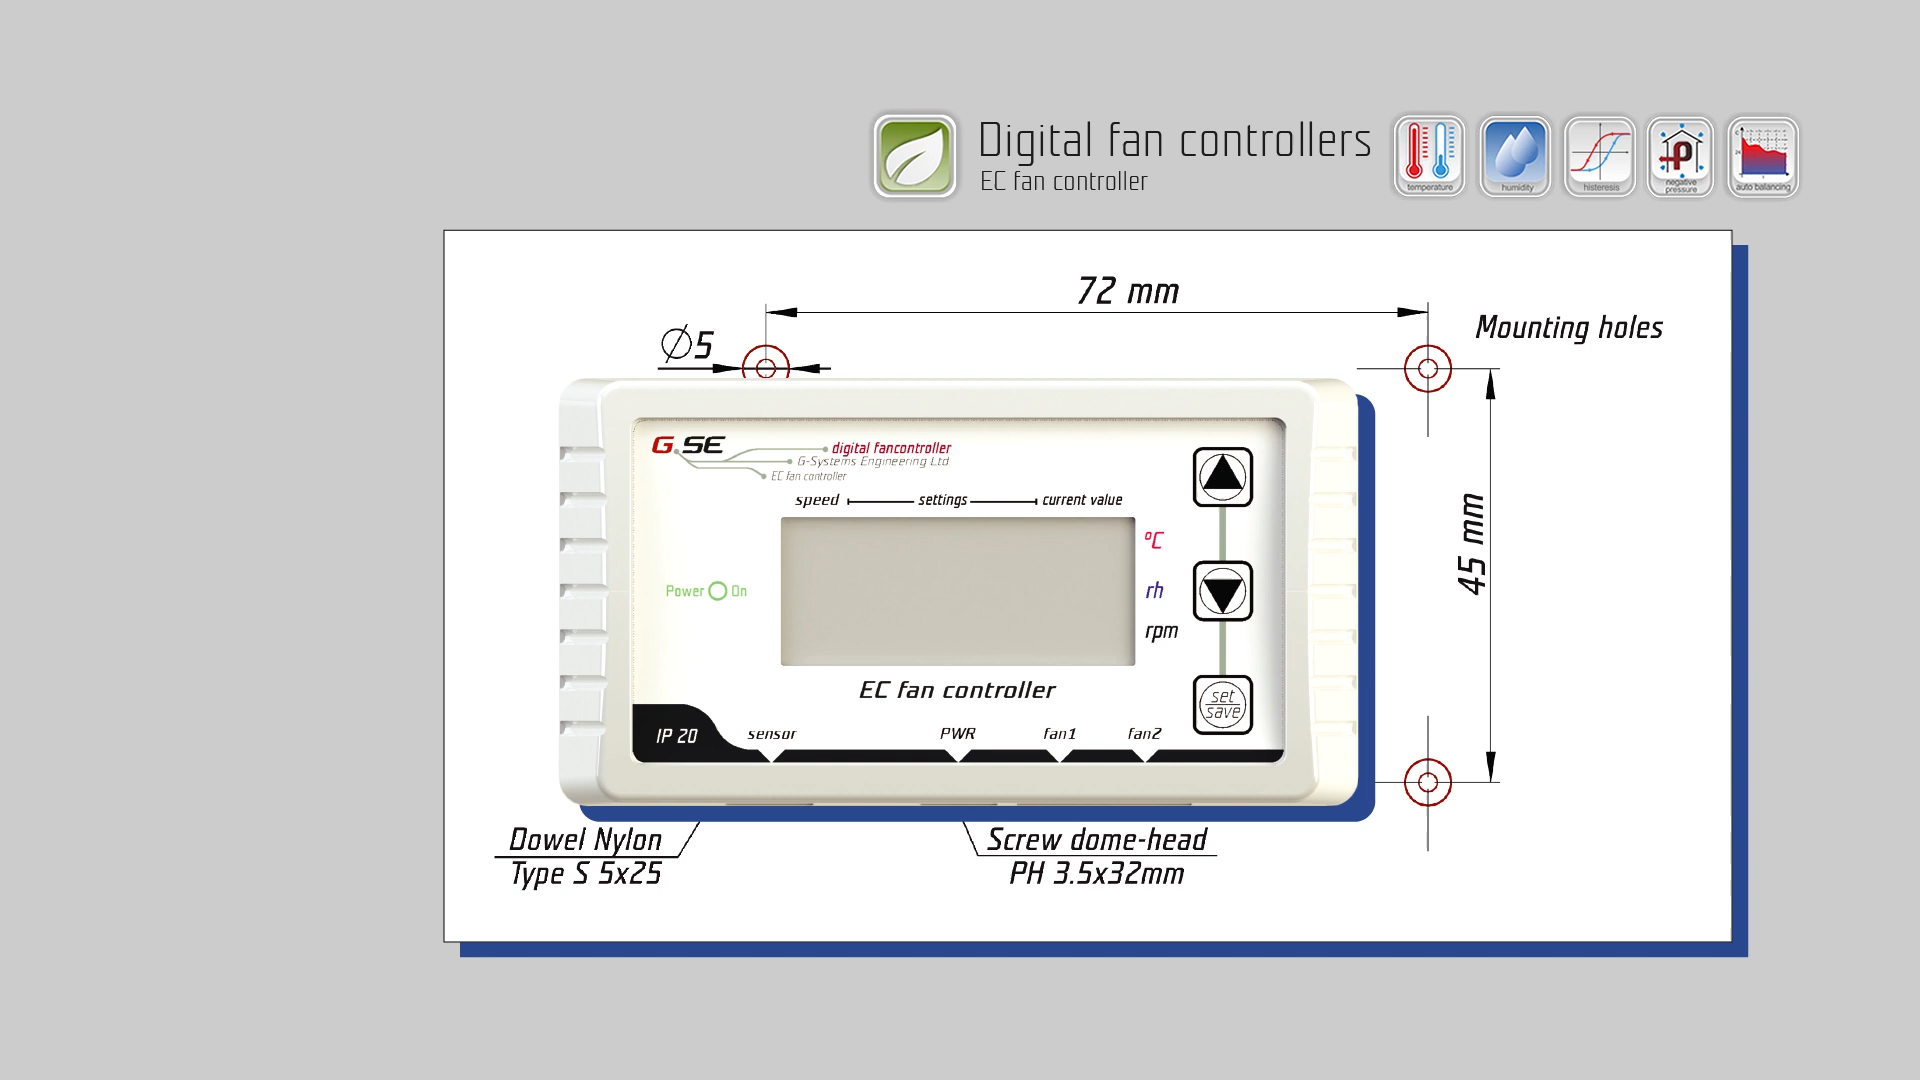 Digital fan controllers
EC fan controller
temperature
humidity
histeresis
negative
pressure
auto balancing
72 mm
Mounting holes
Ø5
G.SE
digital fancontroller
G-Systems Engineering Ltd
EC fan controller
speed
settings
current value
°C
rh
rpm
Power On
45 mm
EC fan controller
set
save
IP 20
sensor
PWR
fan1
fan2
Dowel Nylon
Type S 5x25
Screw dome-head
PH 3.5x32mm